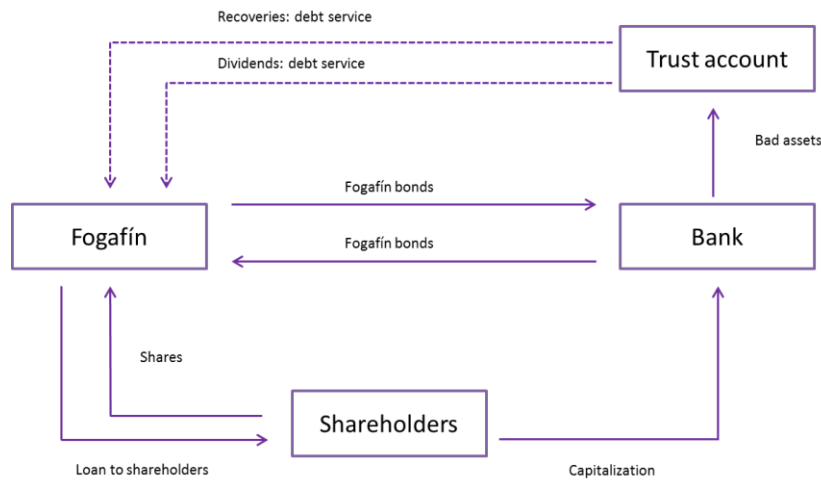 Recoveries: debt service
Trust account
Dividends: debt service
Bad assets
Fogafín bonds
Fogafín
Bank
Fogafín bonds
Shares
Shareholders
Loan to shareholders
Capitalization